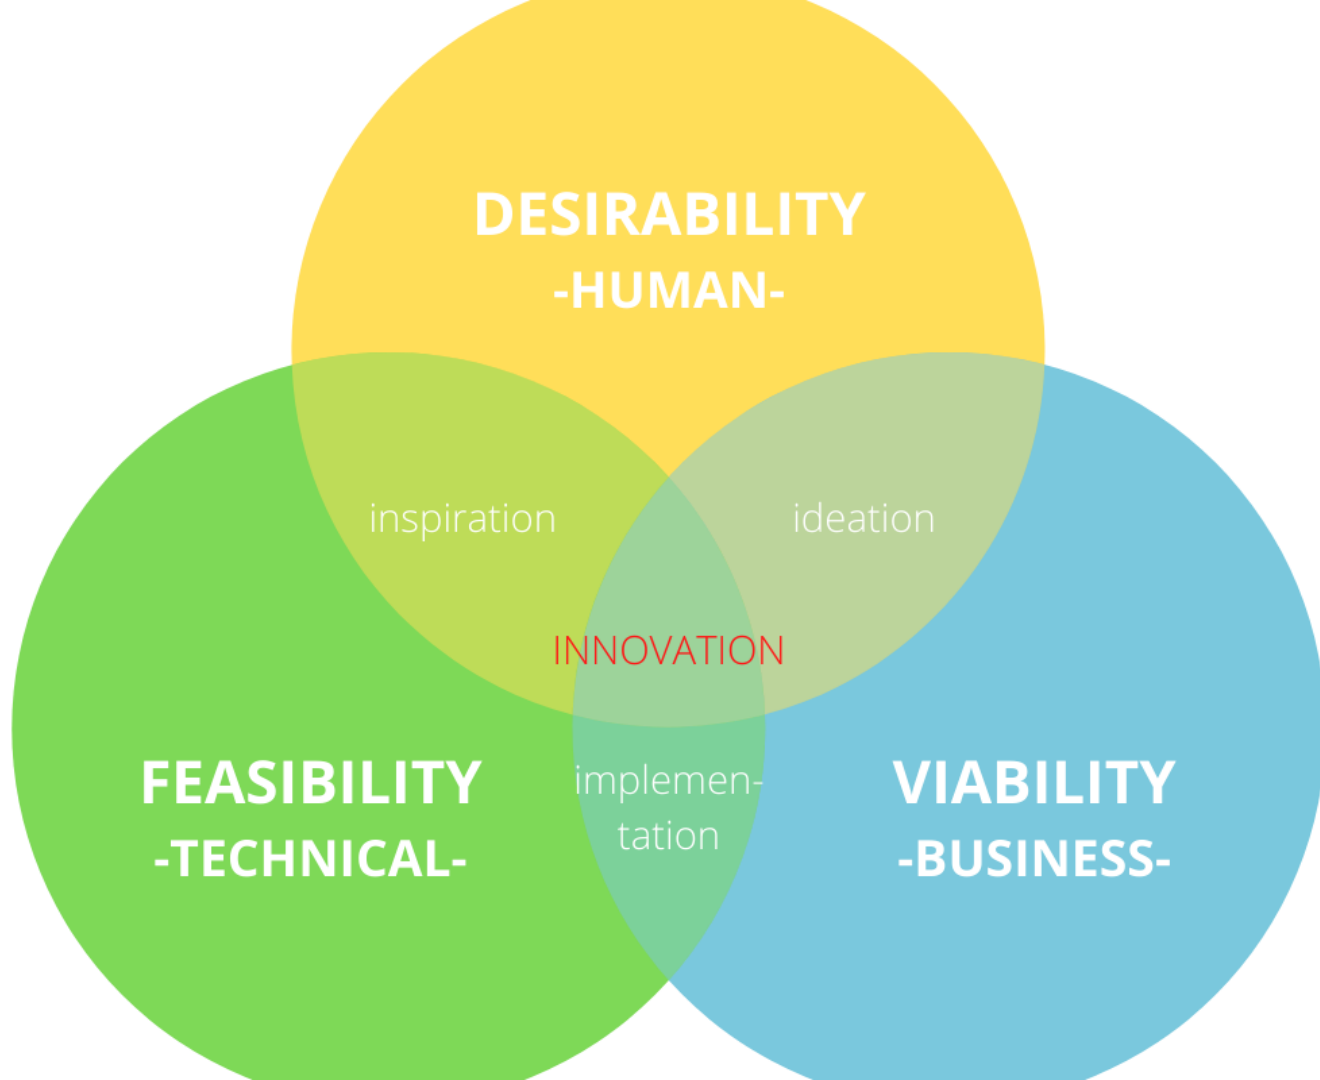 DESIRABILITY
-HUMAN-
inspiration
ideation
INNOVATION
FEASIBILITY
-TECHNICAL-
implemen-
tation
VIABILITY
-BUSINESS-